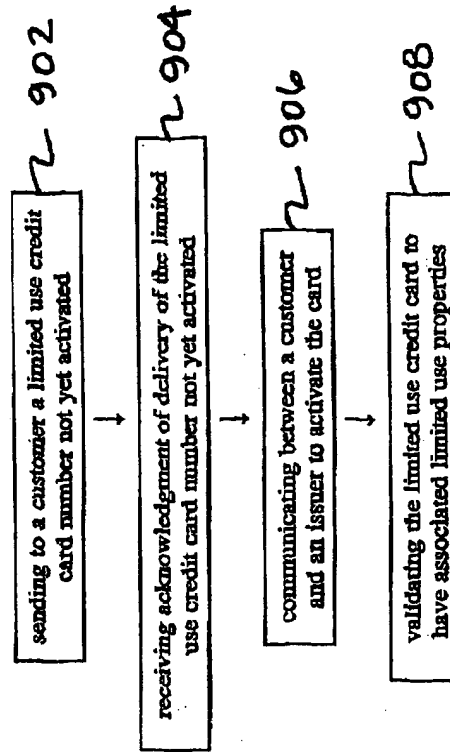 sending to a customer a limited use credit
card number not yet activated
902
receiving acknowledgment of delivery of the limited
use credit card number not yet activated
904
communicating between a customer
and an issuer to activate the card
906
validating the limited use credit card to
have associated limited use properties
908